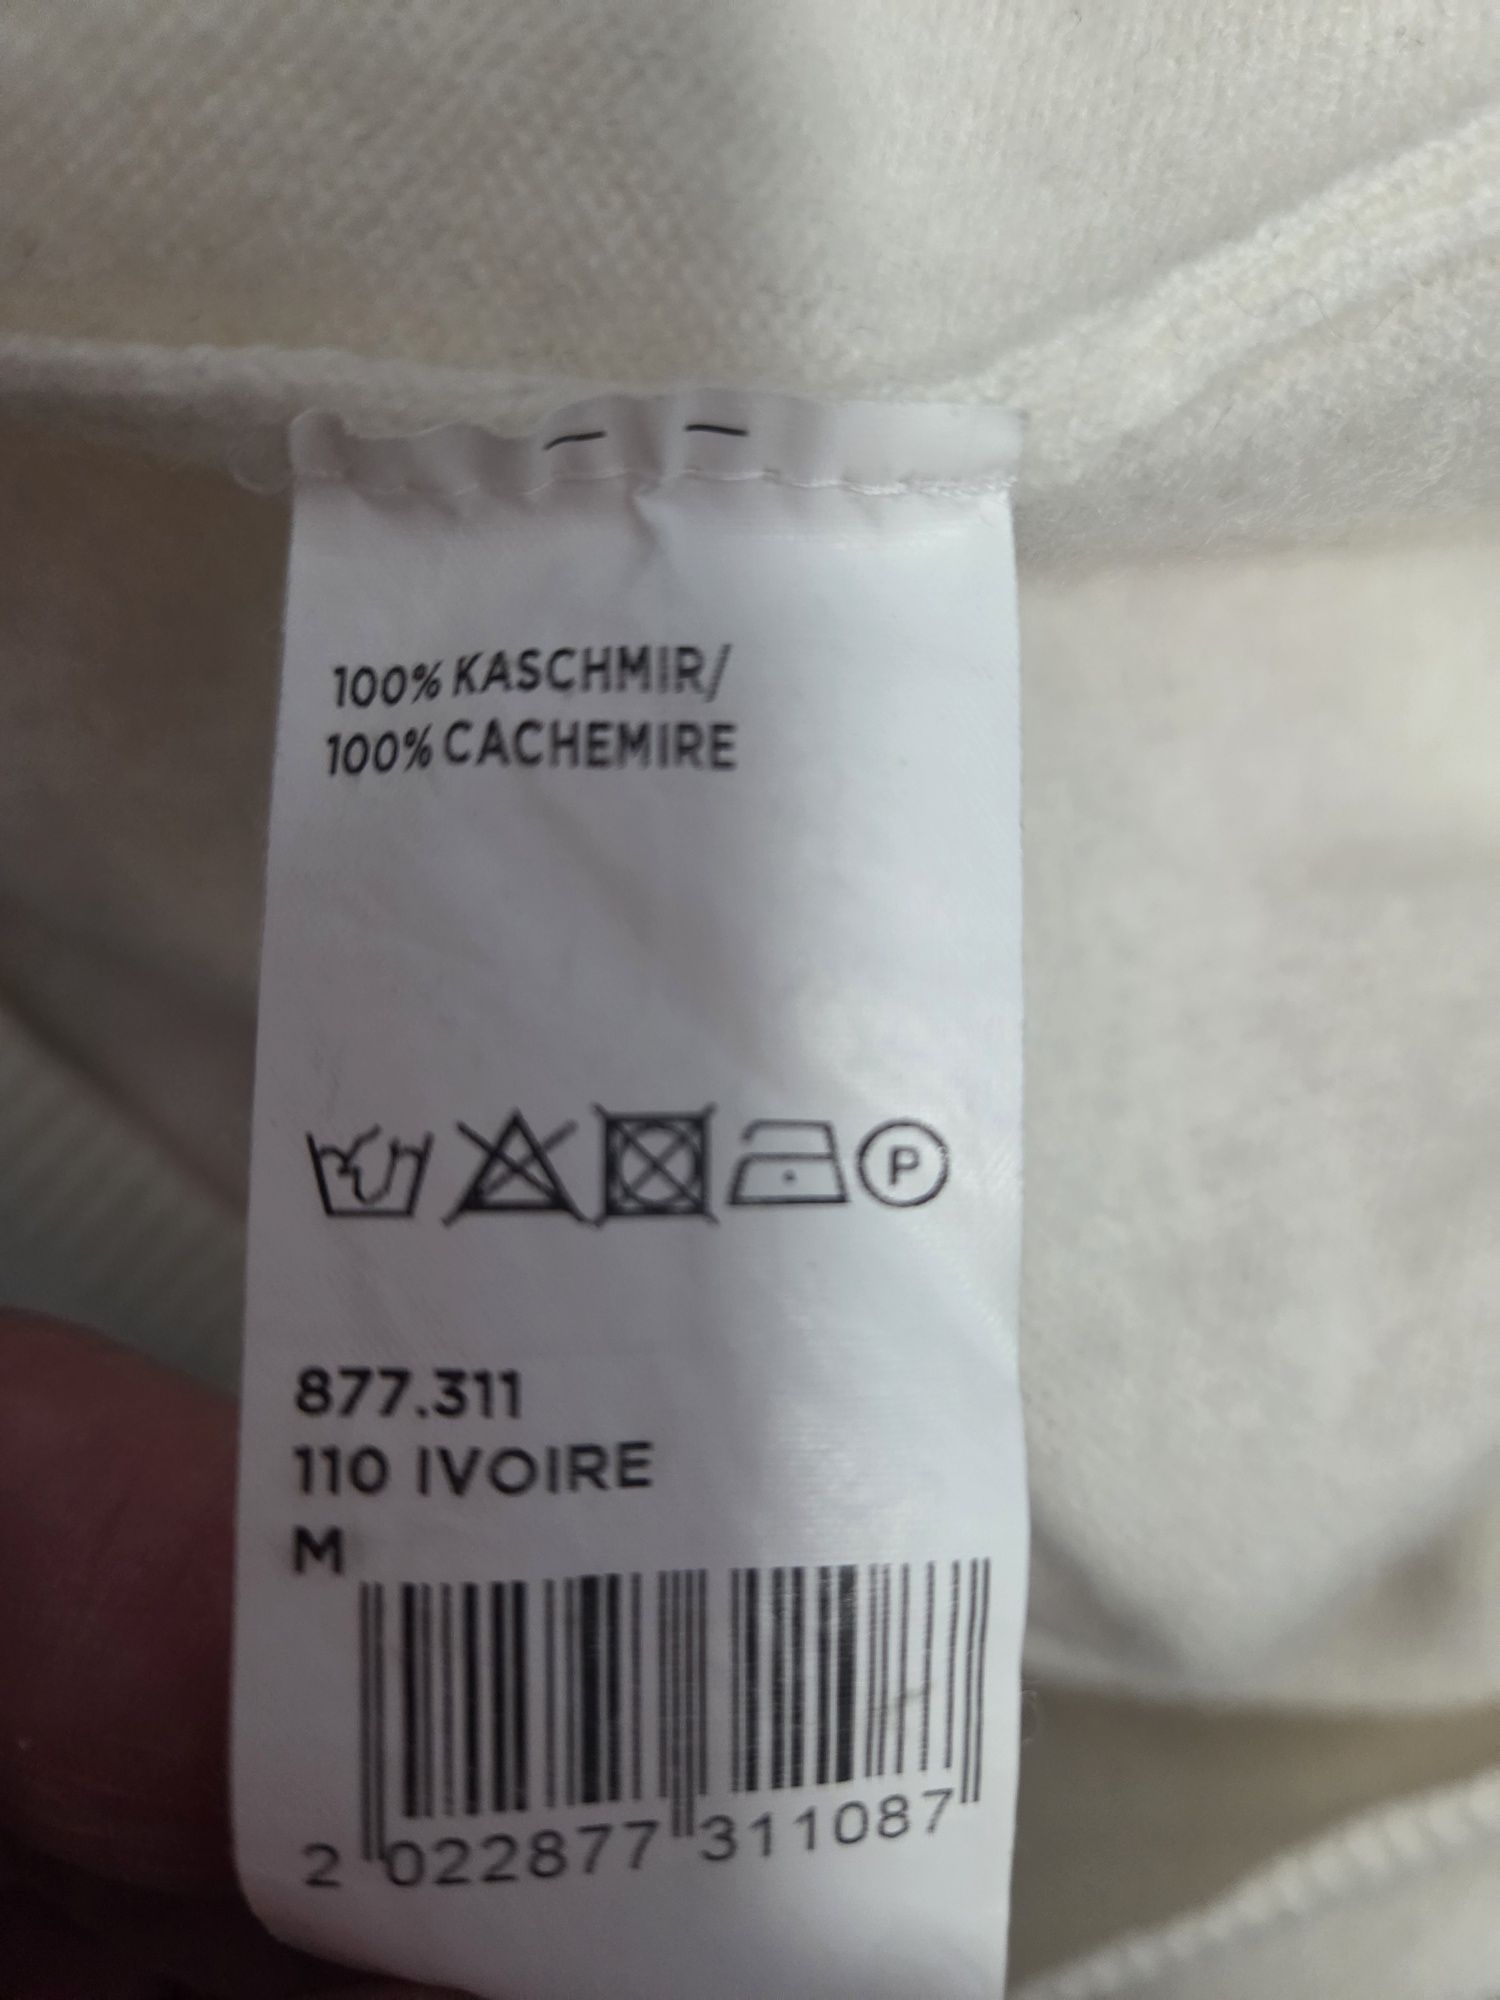 100% KASCHMIR/
100% CACHEMIRE
P
877.311
110 IVOIRE
M
2 022877 311087